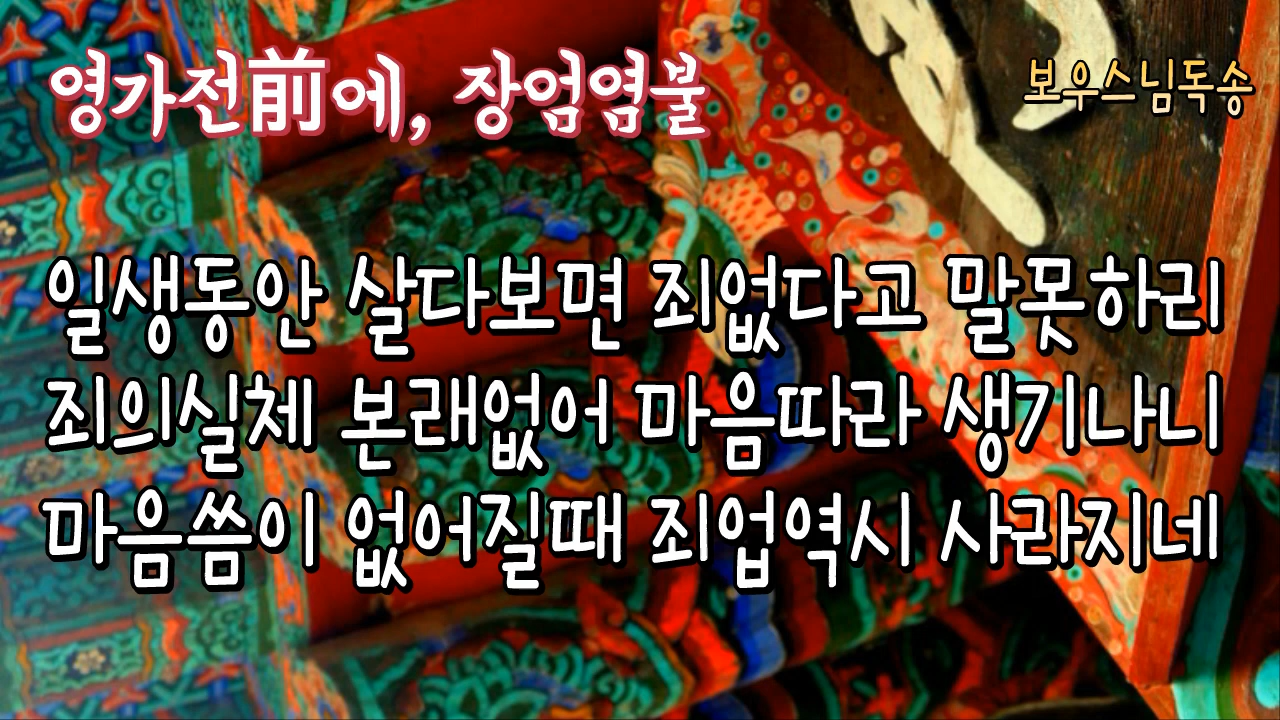 영가전前에, 장엄염불
보우스님독송
일생동안 살다보면 죄없다고 말못하리
죄의실체 본래없어 마음따라 생기나니
마음씀이 없어질때 죄업역시 사라지네